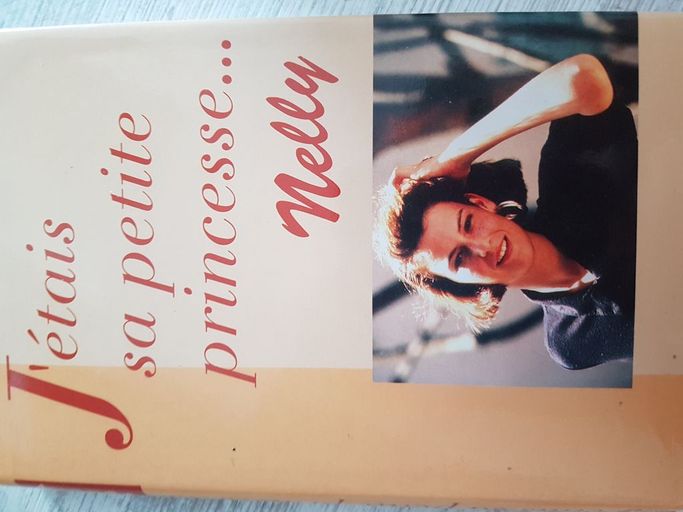 J'étais
sa petite
princesse...
Nelly